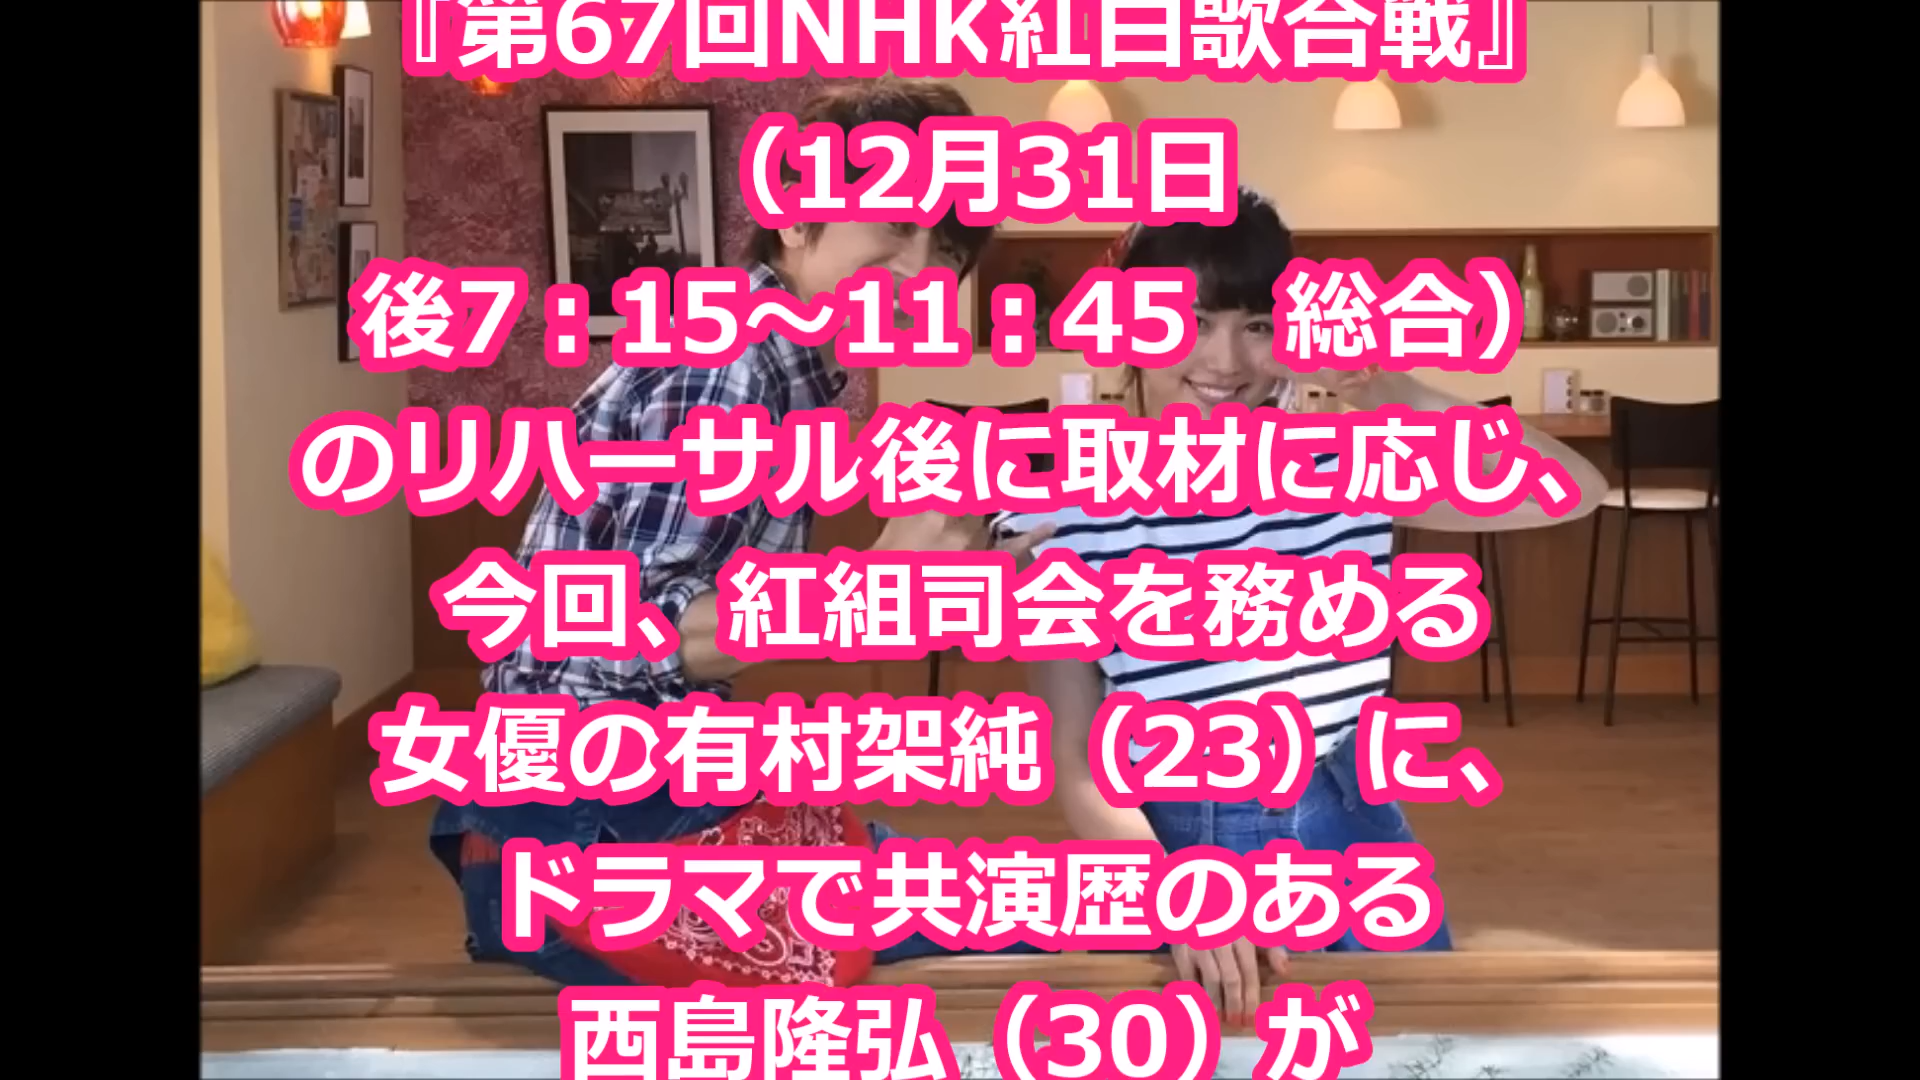 『第67回NHK紅白歌合戦』
（12月31日
後7：15～11：45　総合）
のリハーサル後に取材に応じ、
今回、紅組司会を務める
女優の有村架純（23）に、
ドラマで共演歴のある
西島隆弘（30）が